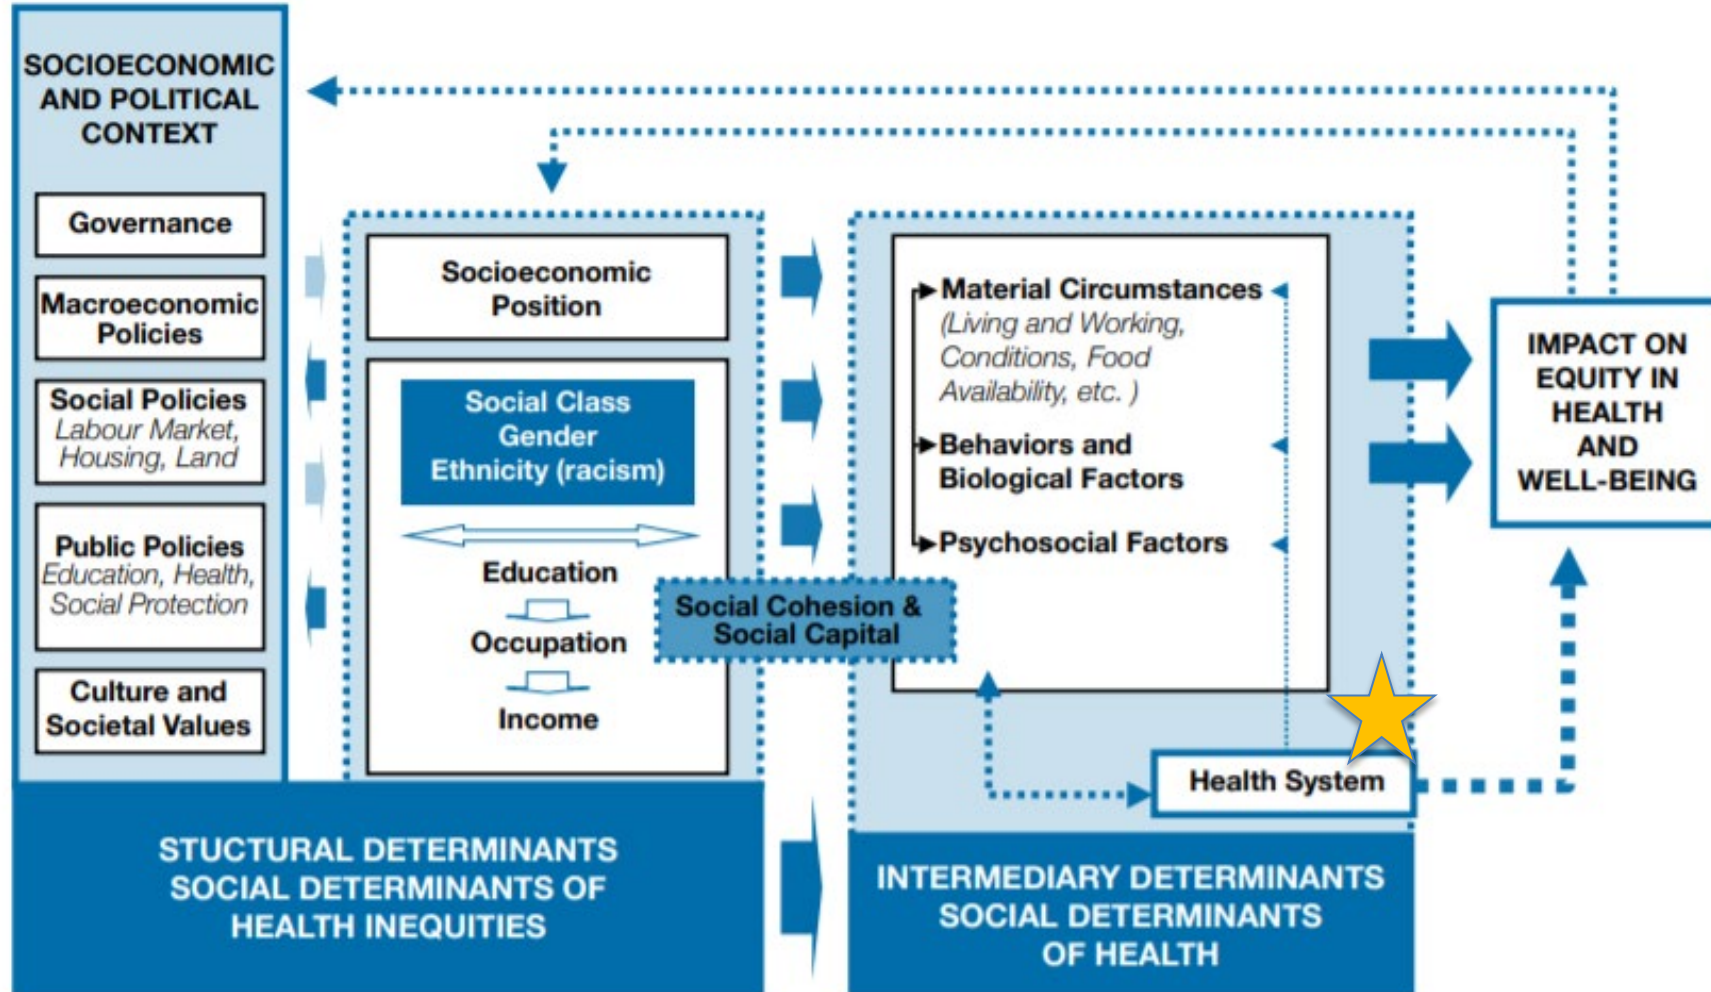 SOCIOECONOMIC
AND POLITICAL
CONTEXT
Governance
Macroeconomic
Policies
Social Policies
Labour Market,
Housing, Land
Public Policies
Education, Health,
Social Protection
Culture and
Societal Values
Socioeconomic
Position
Social Class
Gender
Ethnicity (racism)
Education
Occupation
Income
Social Cohesion &
Social Capital
Material Circumstances
(Living and Working,
Conditions, Food
Availability, etc. )
Behaviors and
Biological Factors
Psychosocial Factors
Health System
IMPACT ON
EQUITY IN
HEALTH
AND
WELL-BEING
STUCTURAL DETERMINANTS
SOCIAL DETERMINANTS OF
HEALTH INEQUITIES
INTERMEDIARY DETERMINANTS
SOCIAL DETERMINANTS
OF HEALTH